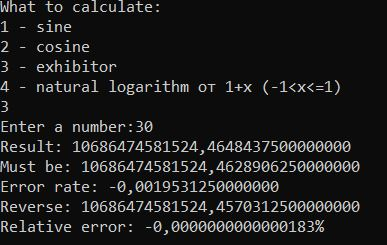 What to calculate:
1 - sine
2 - cosine
3 - exhibitor
4 - natural logarithm от 1+x (-1<x<=1)
3
Enter a number:30
Result: 10686474581524,4648437500000000
Must be: 10686474581524,4628906250000000
Error rate: -0,0019531250000000
Reverse: 10686474581524,4570312500000000
Relative error: -0,0000000000000183%